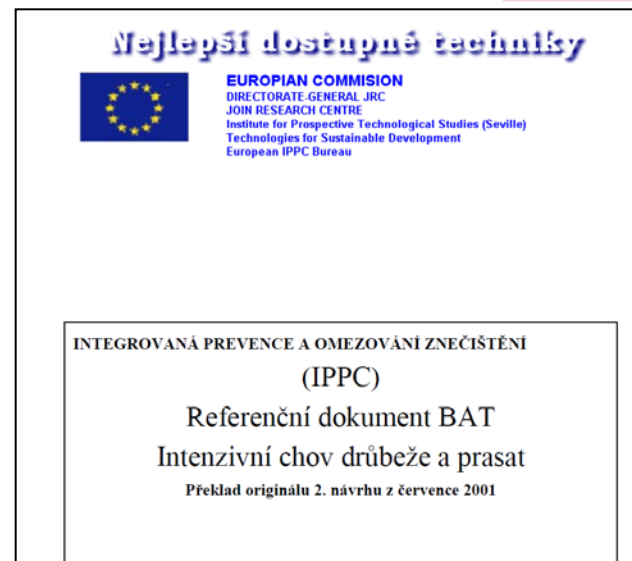 Nejlepší dostupné techniky
EUROPIAN COMMISION
DIRECTORATE-GENERAL JRC
JOIN RESEARCH CENTRE
Institute for Prospective Technological Studies (Seville)
Technologies for Sustainable Development
European IPPC Bureau
INTEGROVANÁ PREVENCE A OMEZOVÁNÍ ZNEČIŠTĚNÍ
(IPPC)
Referenční dokument BAT
Intenzivní chov drůbeže a prasat
Překlad originálu 2. návrhu z července 2001